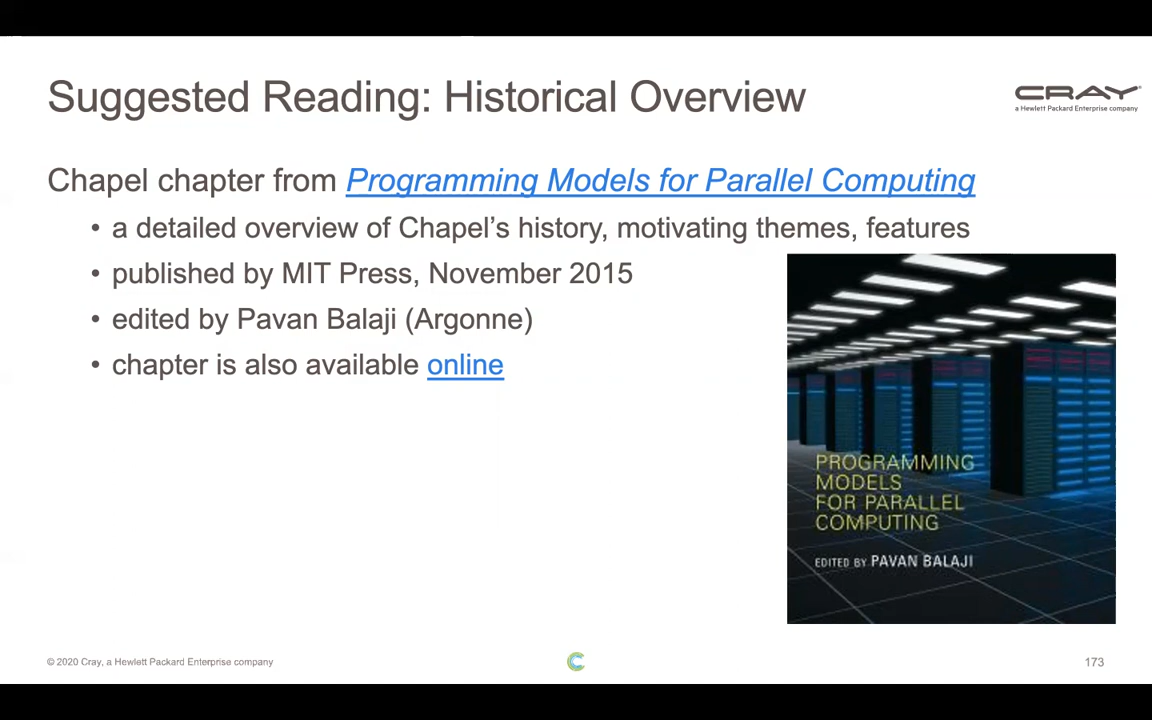 Suggested Reading: Historical Overview
CRAY
a Hewlett Packard Enterprise company
Chapel chapter from Programming Models for Parallel Computing
• a detailed overview of Chapel's history, motivating themes, features
• published by MIT Press, November 2015
• edited by Pavan Balaji (Argonne)
• chapter is also available online
PROGRAMMING
MODELS
FOR PARALLEL
COMPUTING
EDITED BY PAVAN BALAJI
© 2020 Cray, a Hewlett Packard Enterprise company
173